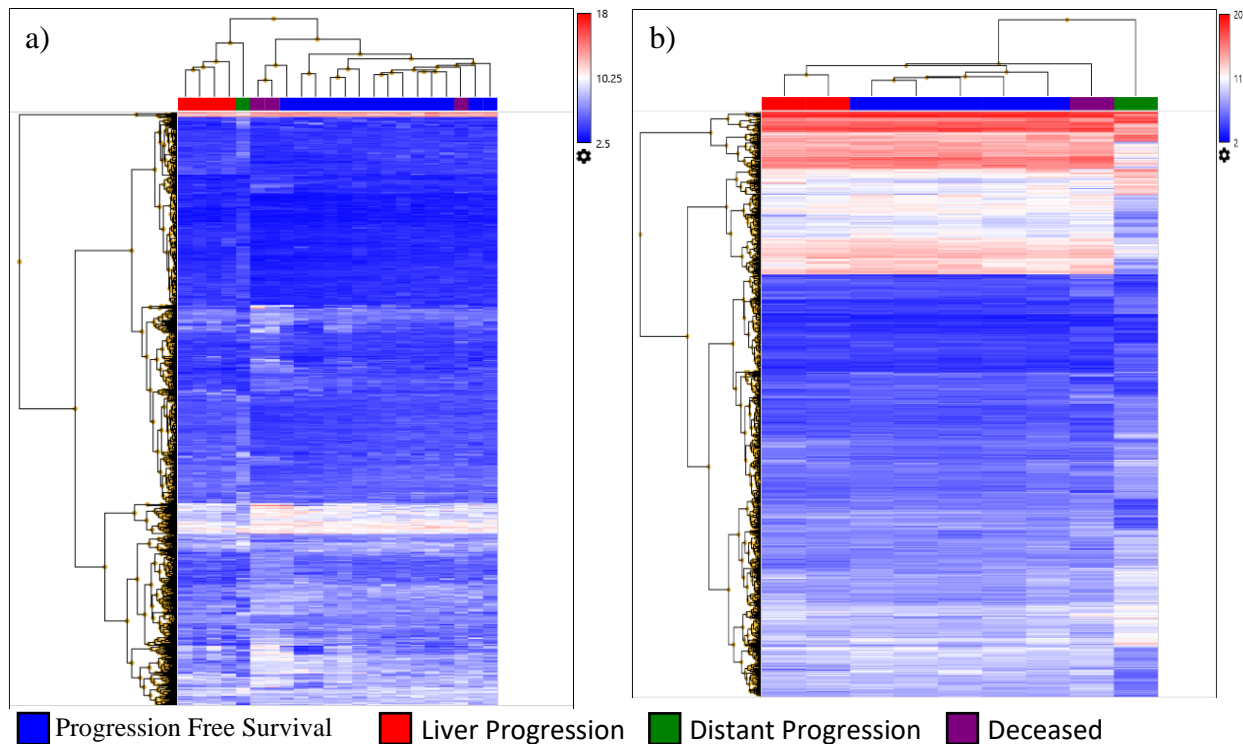 a)
18
10.25
2.5
b)
20
11
2
Progression Free Survival
Liver Progression
Distant Progression
Deceased